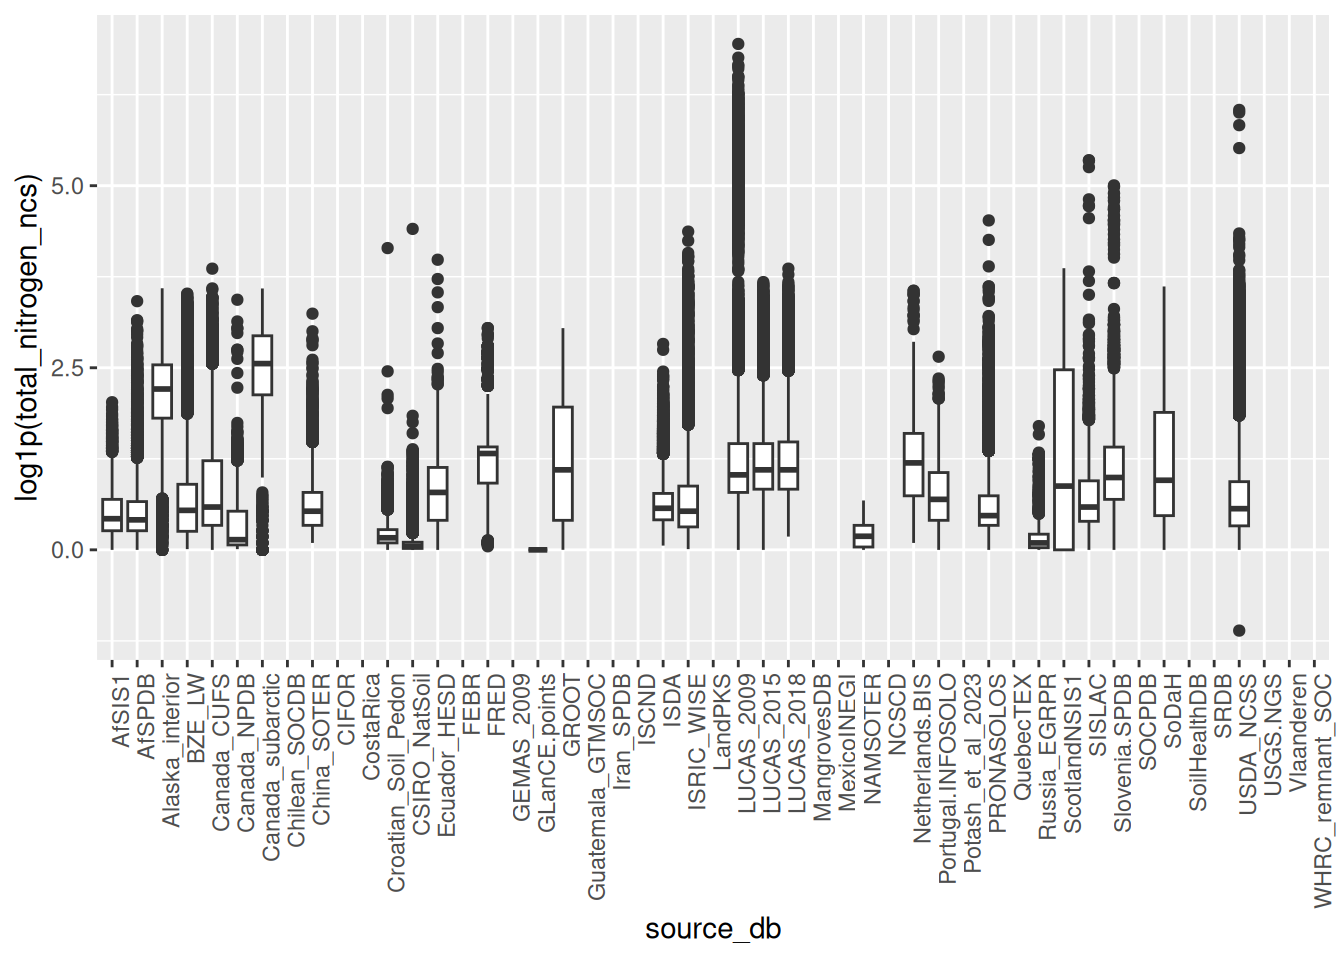 log1p(total_nitrogen_ncs)
5.0
2.5
0.0
AfSIS1
AfSPDB
Alaska_interior
BZE_LW
Canada_CUFS
Canada_NPDB
Canada_subarctic
Chilean_SOCDB
China_SOTER
CIFOR
CostaRica
Croatian_Soil_Pedon
CSIRO_NatSoil
Ecuador_HESD
FEBR
FRED
GEMAS_2009
GLanCE.points
GROOT
Guatemala_GTMSOC
Iran_SPDB
ISCND
ISDA
ISRIC_WISE
LandPKS
LUCAS_2009
LUCAS_2015
LUCAS_2018
MangrovesDB
MexicoINEGI
NAMSOTER
NCSCD
Netherlands.BIS
Portugal.INFOSOLO
Potash_et_al_2023
PRONASOLOS
QuebecTEX
Russia_EGRPR
ScotlandNSIS1
SISLAC
Slovenia.SPDB
SOCPDB
SoDaH
SoilHealthDB
SRDB
USDA_NCSS
USGS.NGS
Vlaanderen
WHRC_remnant_SOC
source_db